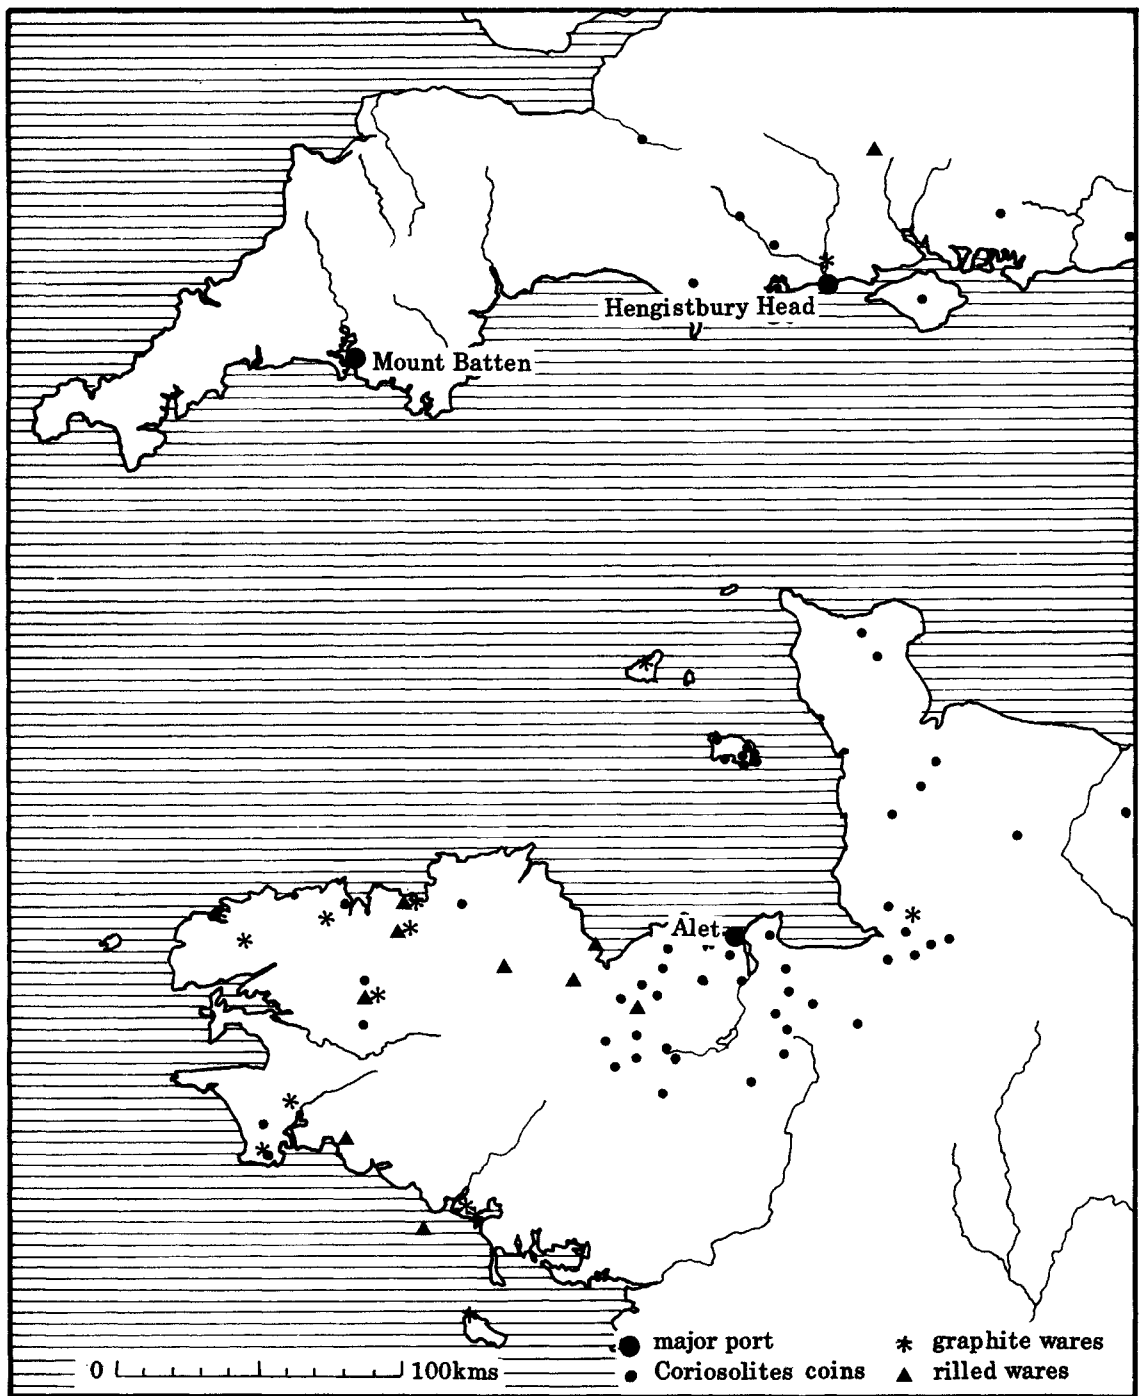 Hengistbury Head
Mount Batten
Alet
major port
Coriosolites coins
graphite wares
rilled wares
0 100kms